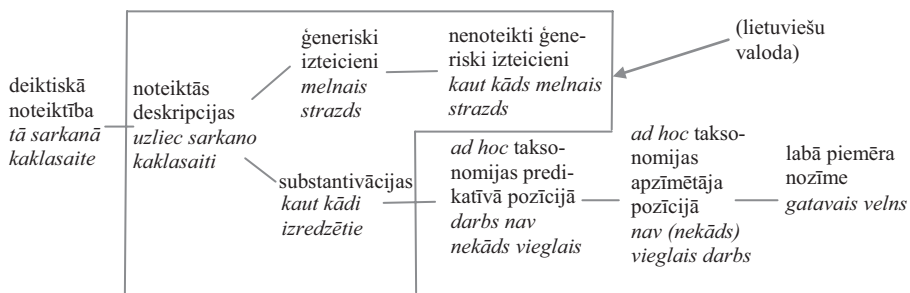 deiktiskā
noteiktība
tā sarkanā
kaklasaite
noteiktās
deskripcijas
uzliec sarkano
kaklasaiti
ģeneriski
izteicieni
melnais
strazds
nenoteikti ģene-
riski izteicieni
kaut kāds melnais
strazds
(lietuviešu
valoda)
substantivācijas
kaut kādi
izredzētie
ad hoc takso-
nomijas predi-
katīvā pozīcijā
darbs nav
nekāds vieglais
ad hoc takso-
nomijas
apzīmētāja
pozīcijā
nav (nekāds)
vieglais darbs
labā piemēra
nozīme
gatavais velns